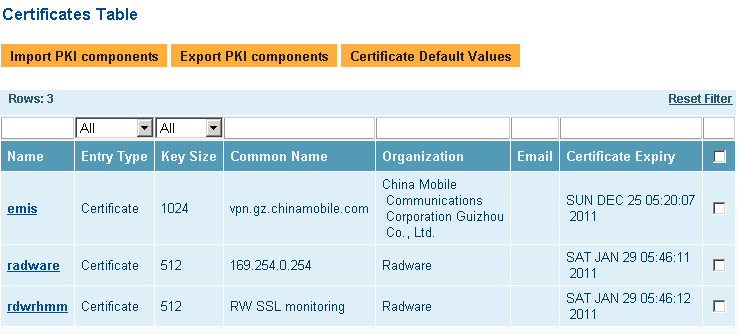 Certificates Table
Import PKI components Export PKI components Certificate Default Values
Rows: 3 Reset Filter
All All
Name Entry Type Key Size Common Name Organization Email Certificate Expiry
emis Certificate 1024 vpn.gz.chinamobile.com China Mobile Communications Corporation Guizhou Co., Ltd. SUN DEC 25 05:20:07 2011
radware Certificate 512 169.254.0.254 Radware SAT JAN 29 05:46:11 2011
rdwrhmm Certificate 512 RW SSL monitoring Radware SAT JAN 29 05:46:12 2011